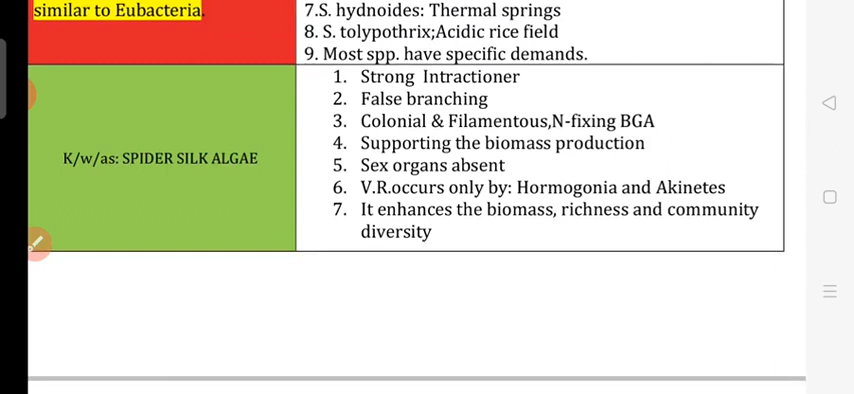 similar to Eubacteria.
7.S. hydnoides: Thermal springs
8. S. tolypothrix;Acidic rice field
9. Most spp. have specific demands.
K/w/as: SPIDER SILK ALGAE
1. Strong Intractioner
2. False branching
3. Colonial & Filamentous,N-fixing BGA
4. Supporting the biomass production
5. Sex organs absent
6. V.R.occurs only by: Hormogonia and Akinetes
7. It enhances the biomass, richness and community
diversity